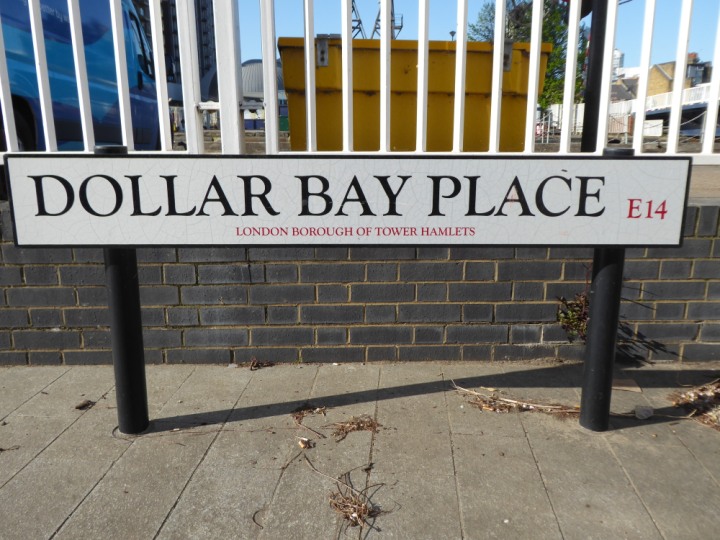 DOLLAR BAY PLACE E14
LONDON BOROUGH OF TOWER HAMLETS